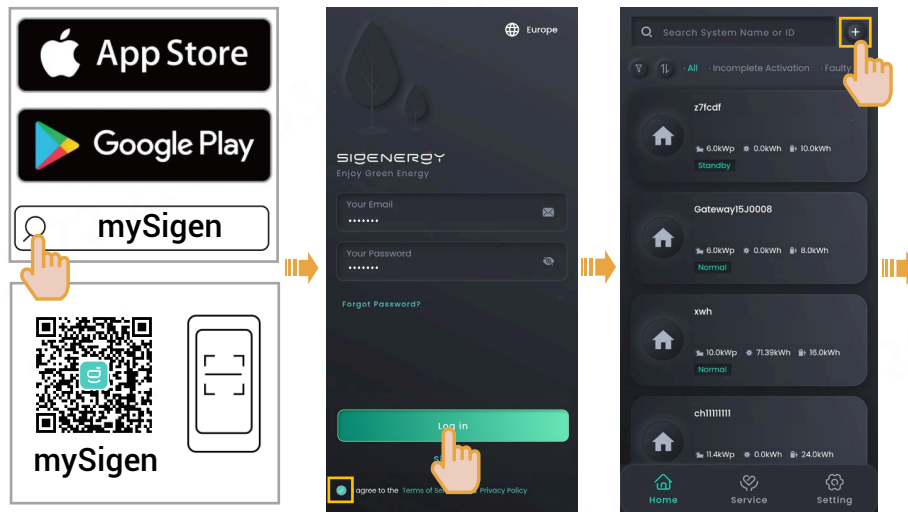 App Store
Google Play
mySigen
mySigen
Europe
SIGENERGY
Enjoy Green Energy
Your Email
•••••••
Your Password
•••••••
Forgot Password?
Log in
agree to the Terms of Privacy Policy
Search System Name or ID
All · Incomplete Activation · Faulty
z7fcdf
6.0kWp 0.0kWh 10.0kWh
Standby
Gateway15J0008
6.0kWp 0.0kWh 8.0kWh
Normal
xwh
10.0kWp 71.39kWh 16.0kWh
Normal
ch11111111
11.4kWp 0.0kWh 24.0kWh
Home Service Setting